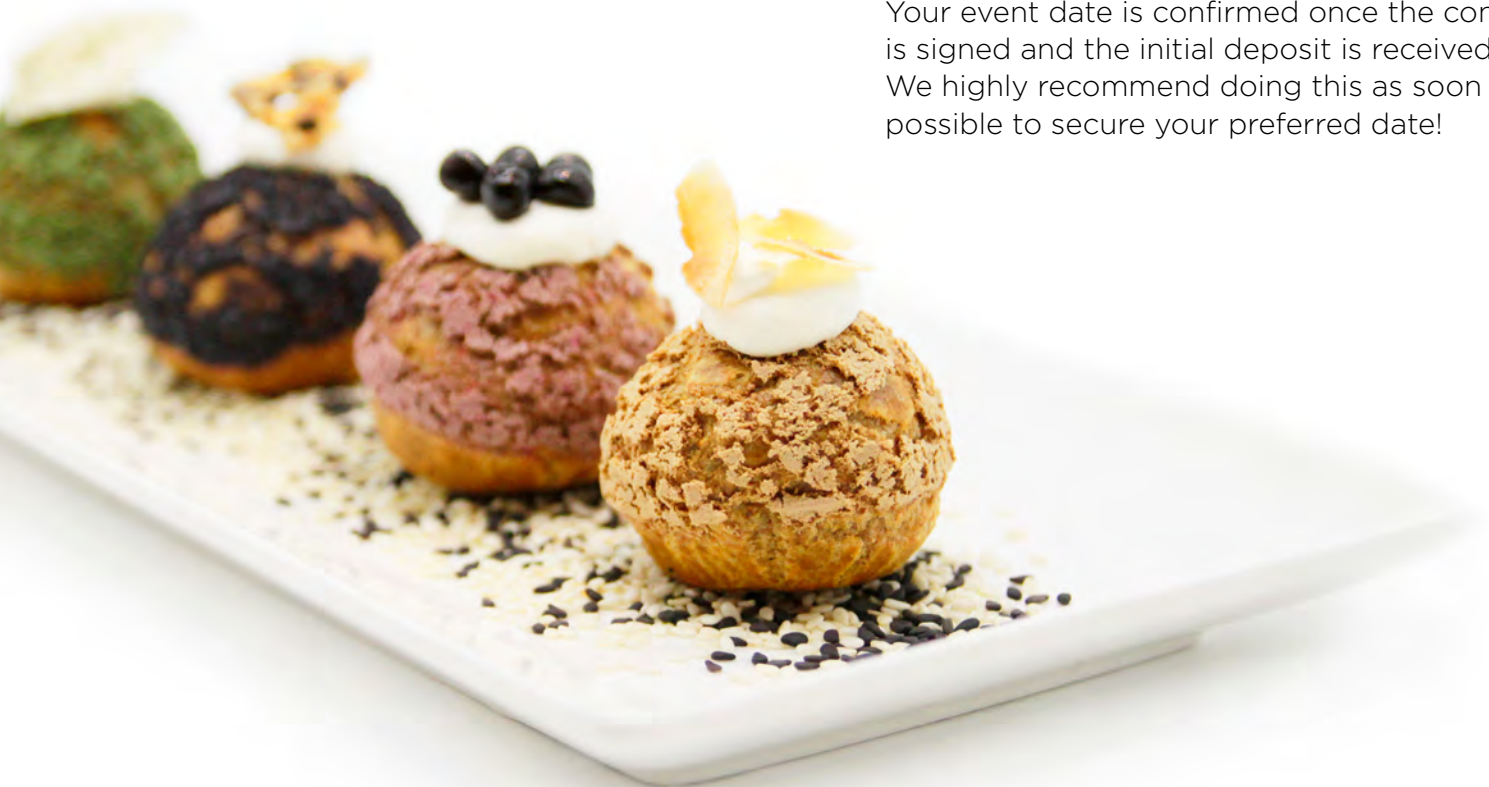 Your event date is confirmed once the con
is signed and the initial deposit is received
We highly recommend doing this as soon
possible to secure your preferred date!